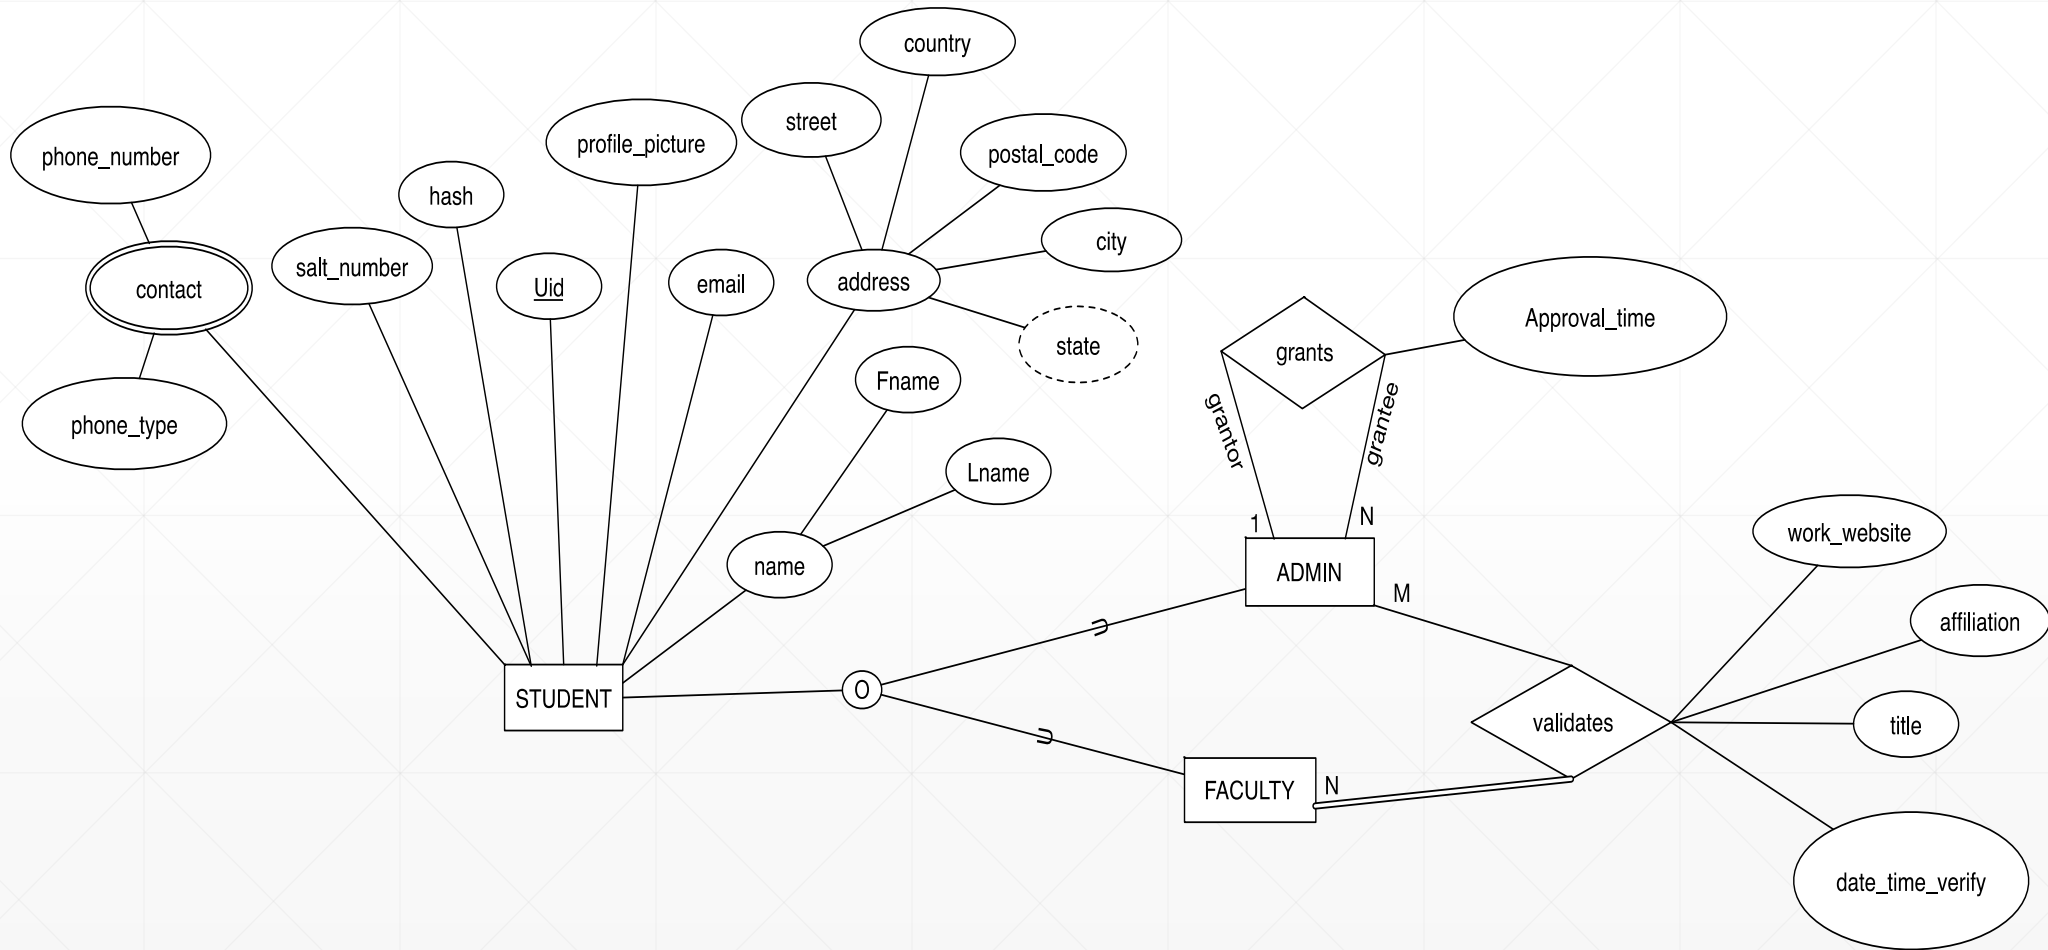 country
street
phone_number
profile_picture
postal_code
hash
city
salt_number
Uid
email
address
contact
Approval_time
state
grants
Fname
phone_type
grantor
grantee
Lname
1
N
work_website
name
ADMIN
M
affiliation
U
STUDENT
O
validates
title
U
FACULTY
N
date_time_verify